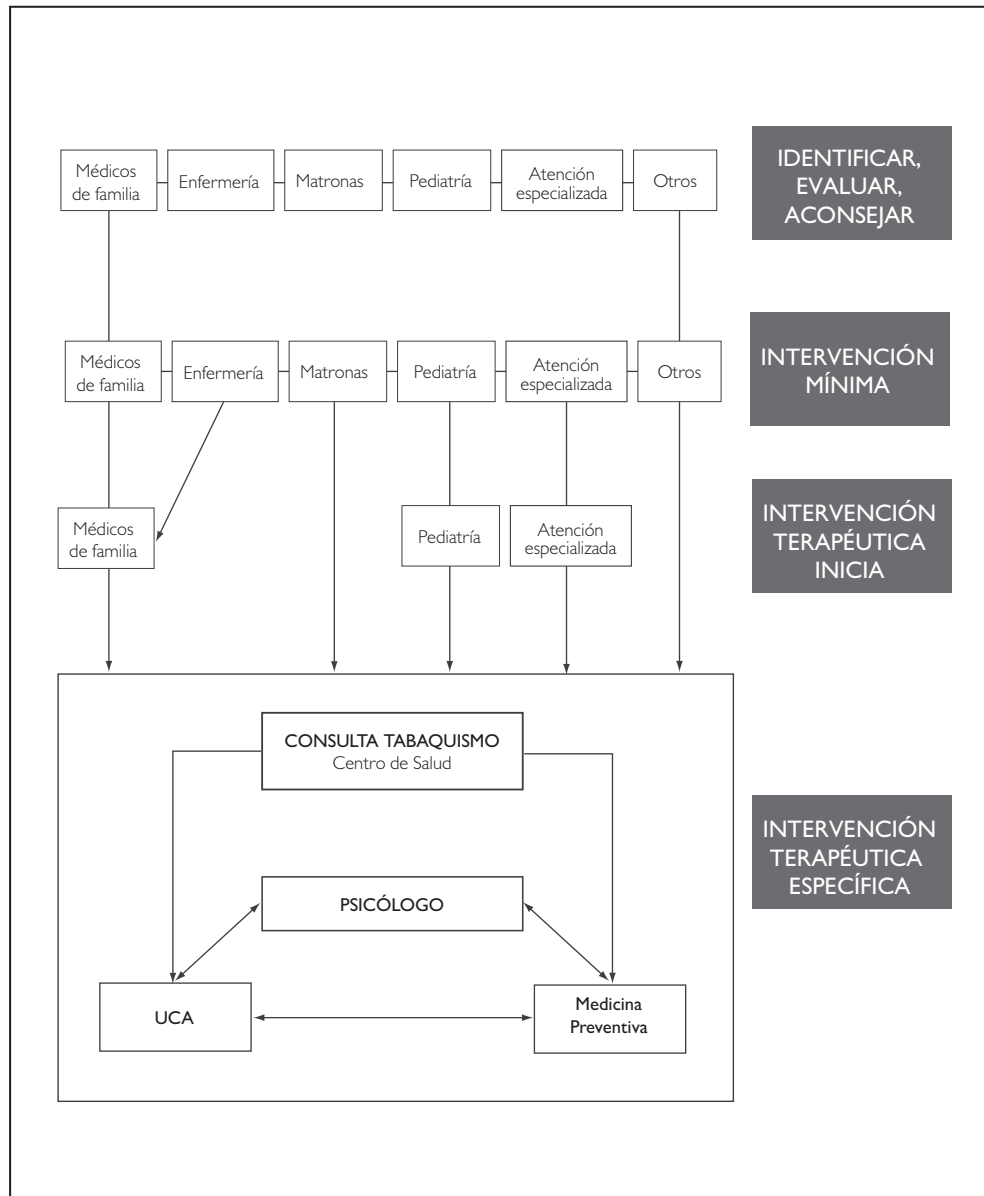 Médicos
de familia
Enfermería
Matronas
Pediatría
Atención
especializada
Otros
IDENTIFICAR,
EVALUAR,
ACONSEJAR
Médicos
de familia
Enfermería
Matronas
Pediatría
Atención
especializada
Otros
INTERVENCIÓN
MÍNIMA
Médicos
de familia
Pediatría
Atención
especializada
INTERVENCIÓN
TERAPÉUTICA
INICIA
CONSULTA TABAQUISMO
Centro de Salud
PSICÓLOGO
UCA
Medicina
Preventiva
INTERVENCIÓN
TERAPÉUTICA
ESPECÍFICA